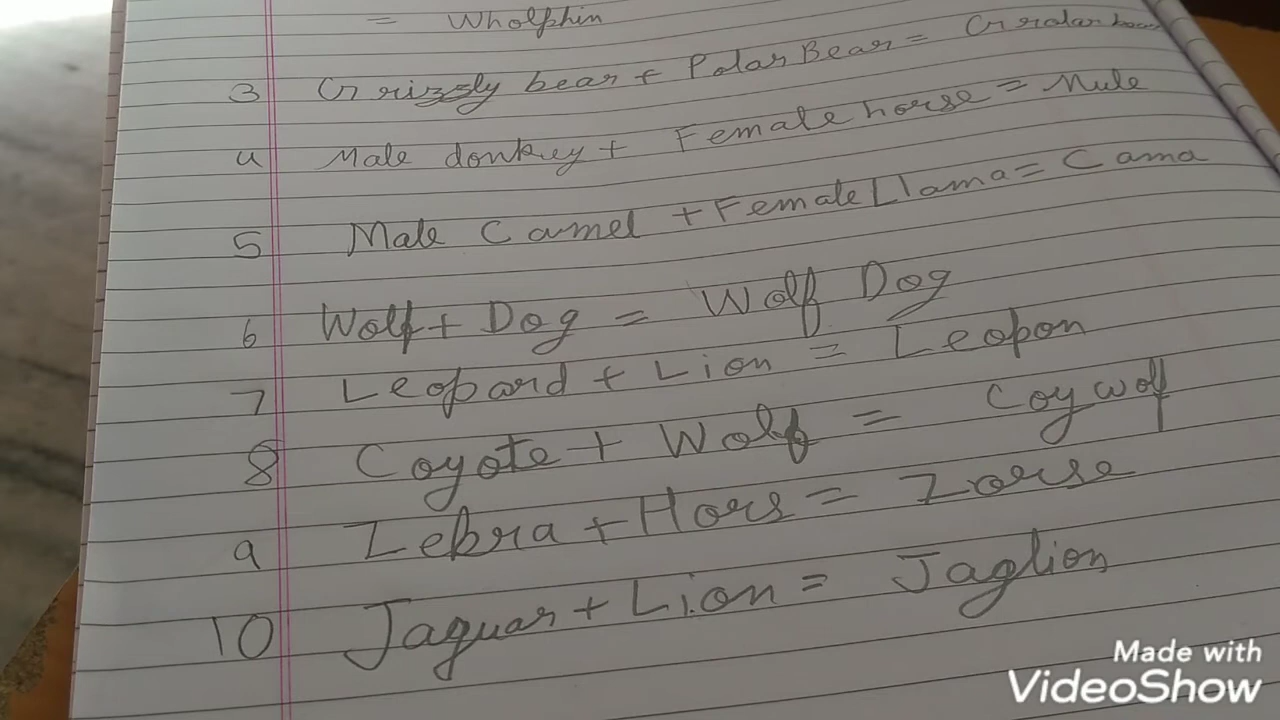 = Wholphin
3 Grizzly bear + Polar Bear = Grolar bear
4 Male donkey + Female horse = Mule
5 Male Camel + Female Llama = Cama
6 Wolf + Dog = Wolf Dog
7 Leopard + Lion = Leopon
8 Coyote + Wolf = Coywolf
9 Zebra + Hors = Zorse
10 Jaguar + Lion = Jaglion
Made with
VideoShow